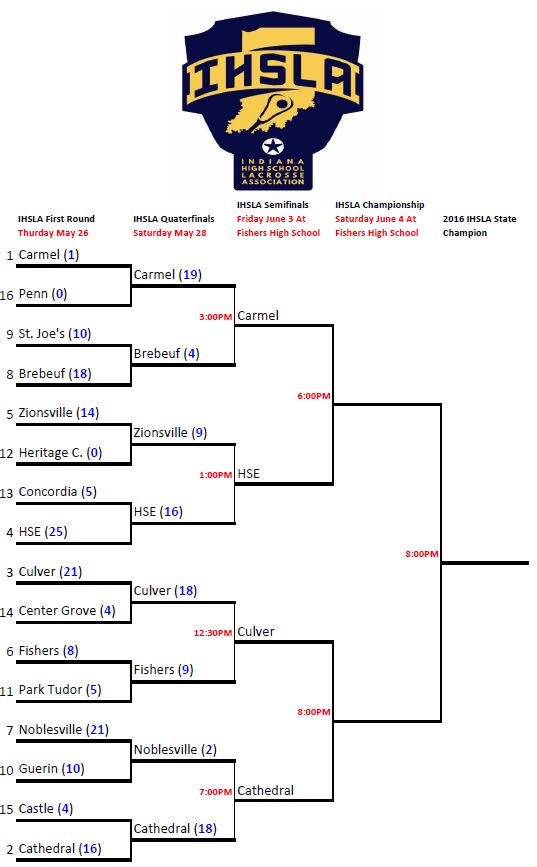 IHSLA
INDIANA
HIGH SCHOOL
LACROSSE
ASSOCIATION
IHSLA First Round
Thurday May 26
IHSLA Quaterfinals
Saturday May 28
IHSLA Semifinals
Friday June 3 At
Fishers High School
IHSLA Championship
Saturday June 4 At
Fishers High School
2016 IHSLA State
Champion
1 Carmel (1)
Carmel (19)
16 Penn (0)
3:00PM Carmel
9 St. Joe's (10)
Brebeuf (4)
8 Brebeuf (18)
6:00PM
5 Zionsville (14)
Zionsville (9)
12 Heritage C. (0)
1:00PM HSE
13 Concordia (5)
HSE (16)
4 HSE (25)
8:00PM
3 Culver (21)
Culver (18)
14 Center Grove (4)
12:30PM Culver
6 Fishers (8)
Fishers (9)
11 Park Tudor (5)
8:00PM
7 Noblesville (21)
Noblesville (2)
10 Guerin (10)
7:00PM Cathedral
15 Castle (4)
Cathedral (18)
2 Cathedral (16)